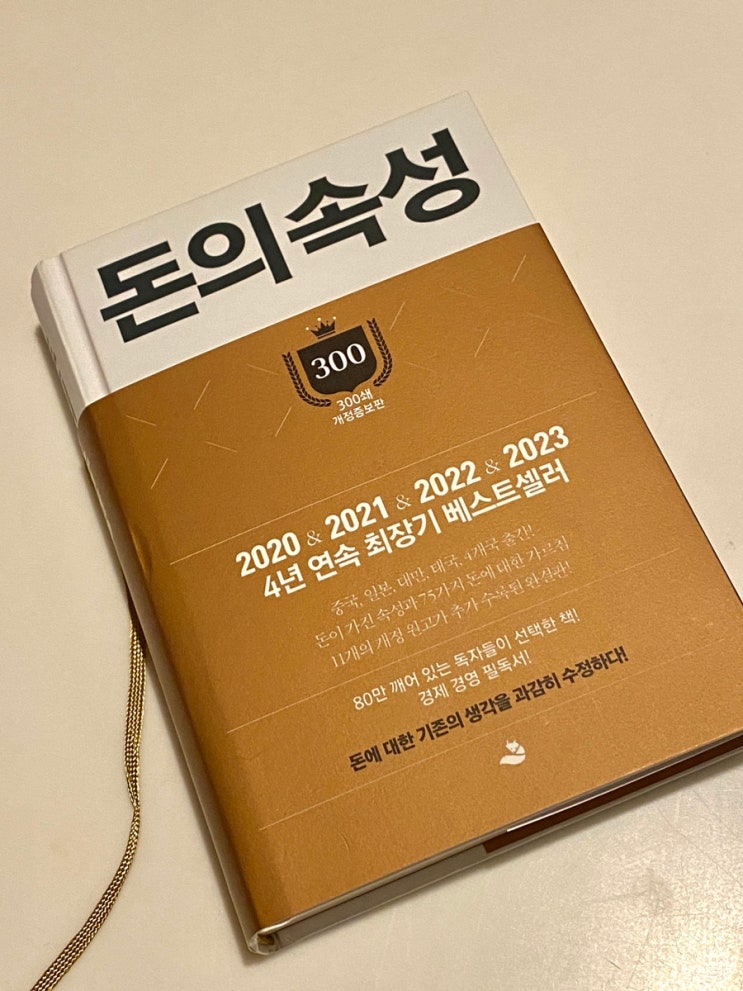 돈의 속성
300
300쇄
개정증보판
2020 & 2021 & 2022 & 2023
4년 연속 최장기 베스트셀러
중국, 일본, 대만, 태국, 4개국 출간!
돈이 가진 속성과 75가지 돈에 대한 가르침
11개의 개정 원고가 추가 수록된 완결판!
80만 깨어 있는 독자들이 선택한 책!
경제 경영 필독서!
돈에 대한 기존의 생각을 과감히 수정하다!